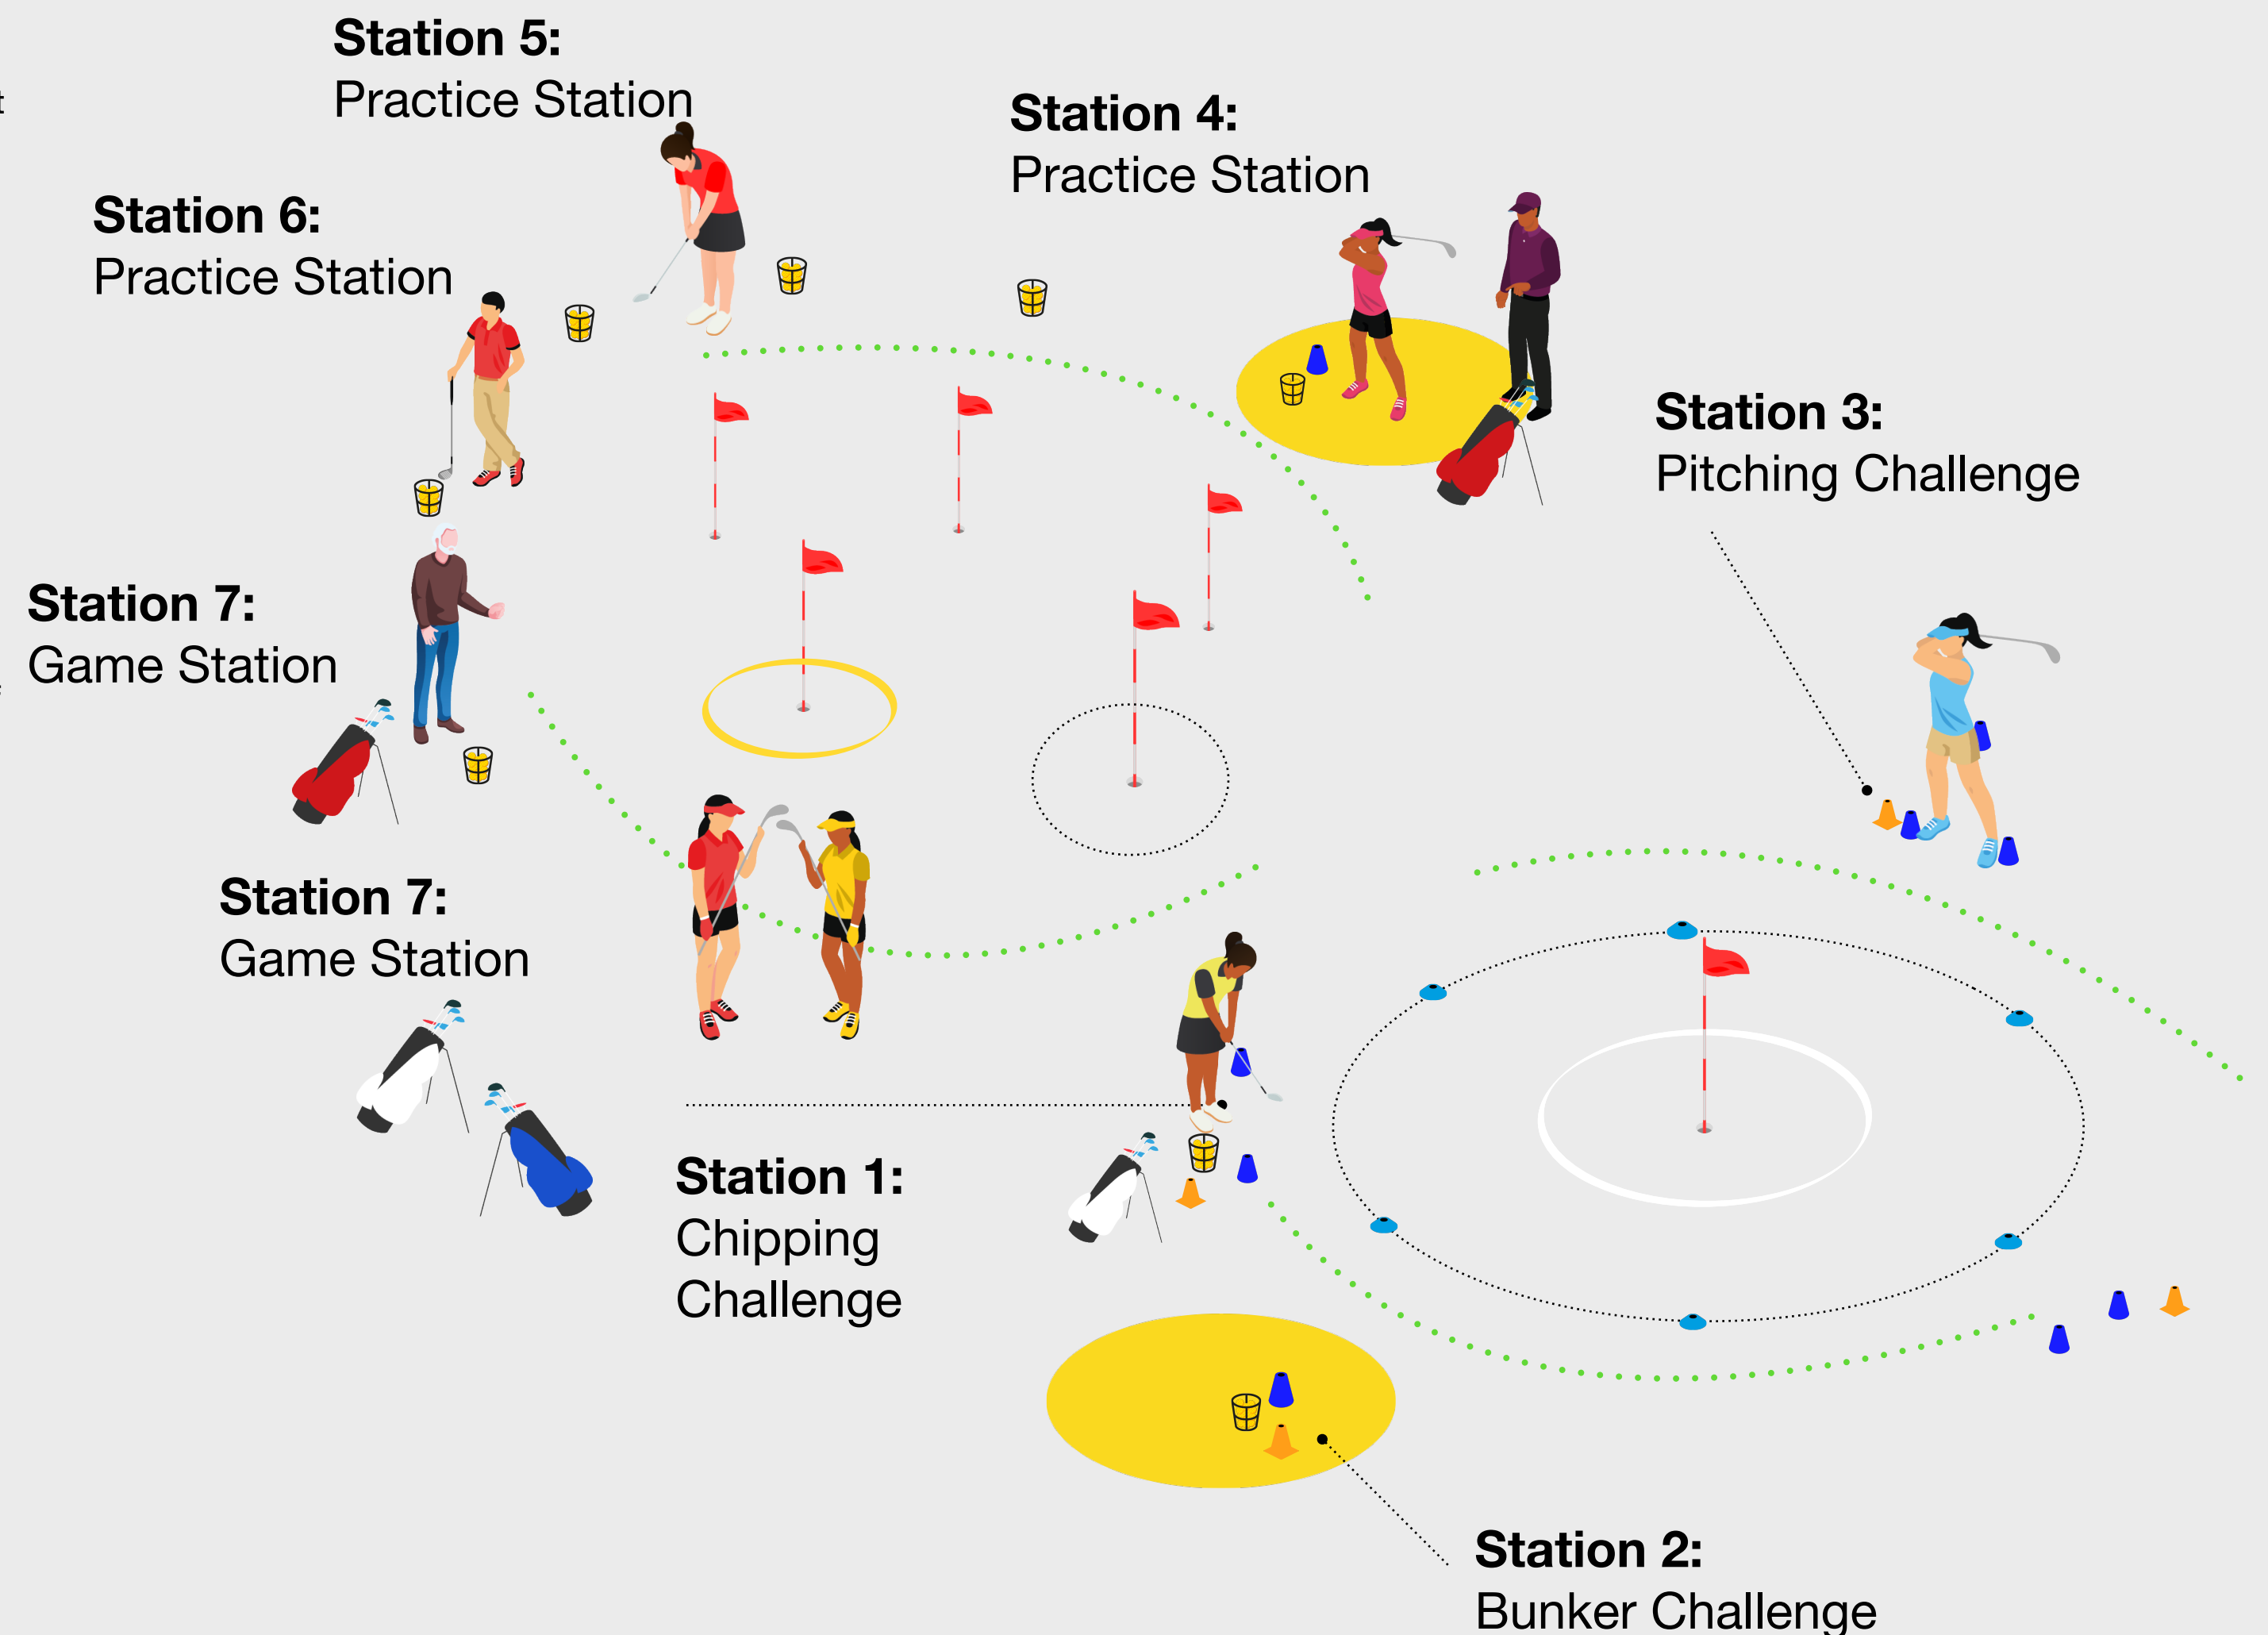 Station 5:
Practice Station
Station 4:
Practice Station
Station 6:
Practice Station
Station 3:
Pitching Challenge
Station 7:
Game Station
Station 7:
Game Station
Station 1:
Chipping
Challenge
Station 2:
Bunker Challenge